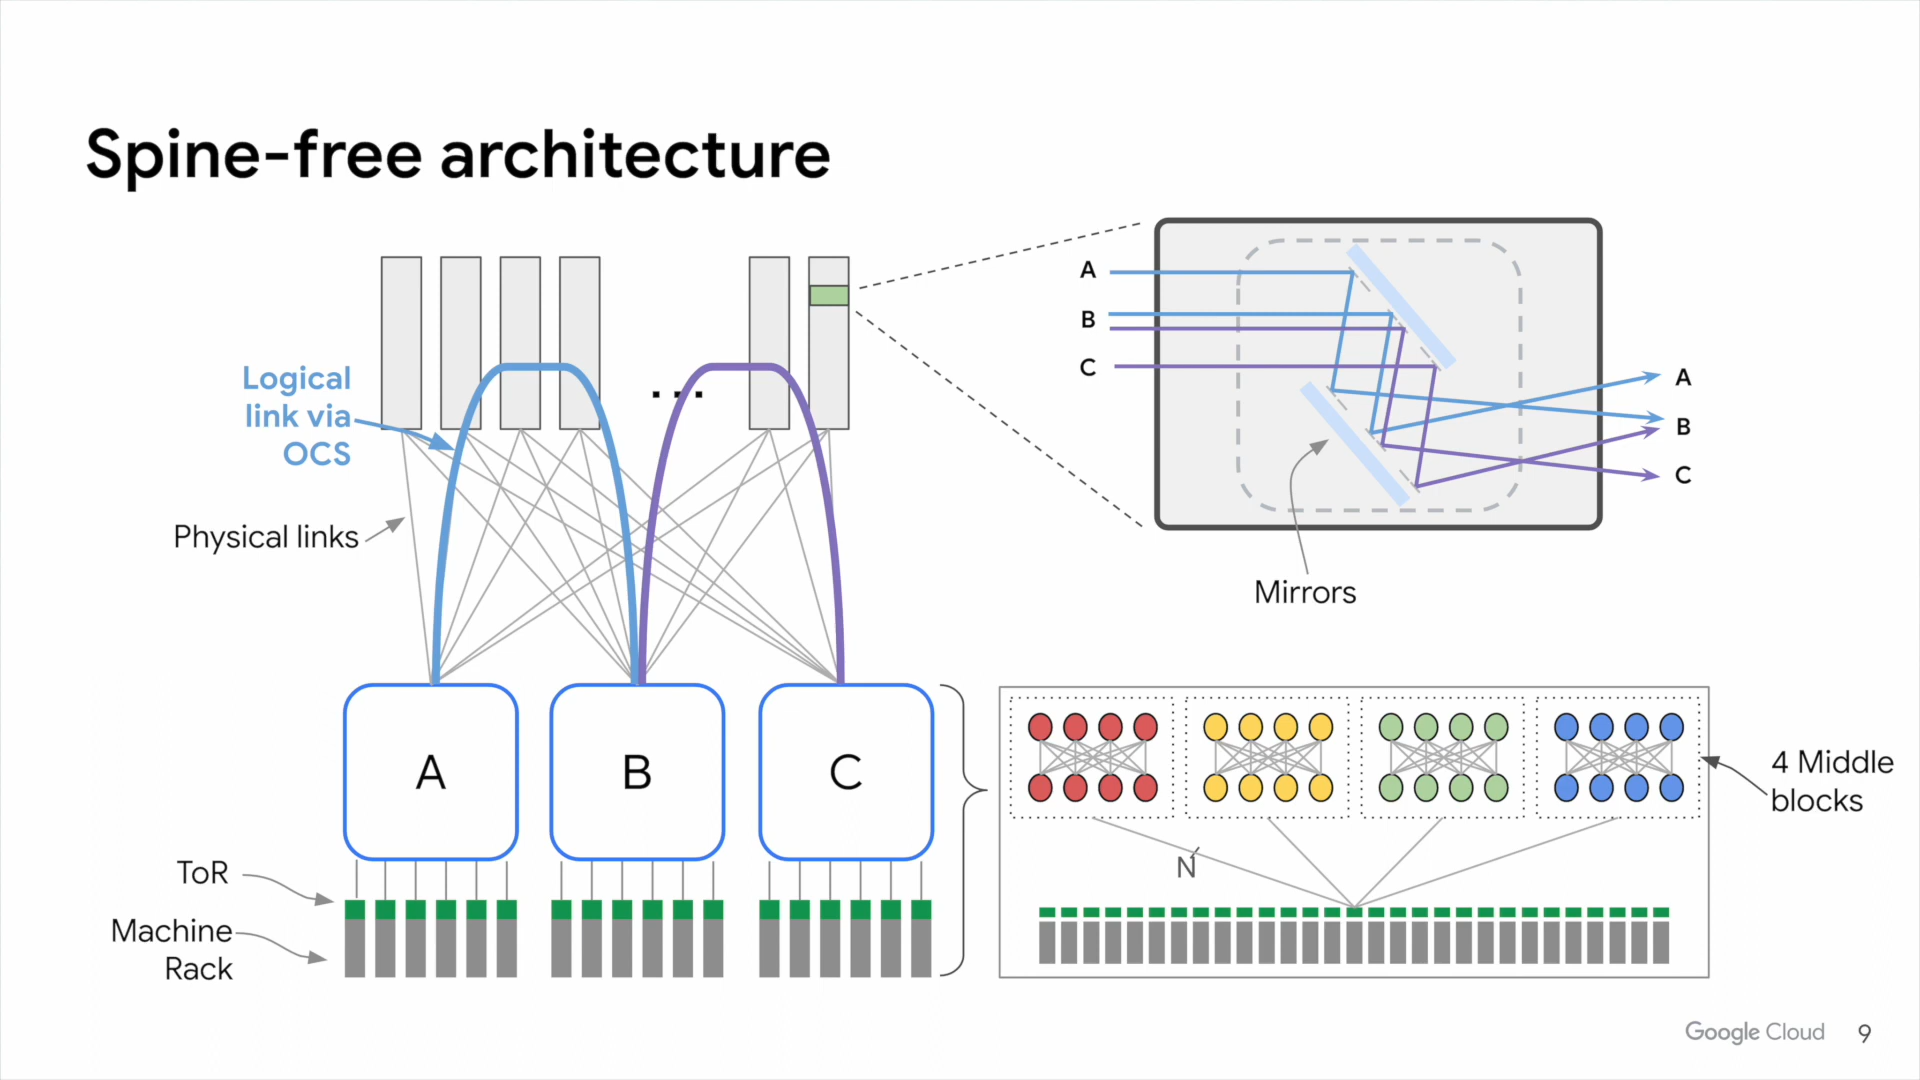 Spine-free architecture
Logical
link via
OCS
Physical links
...
A
B
C
A
B
C
Mirrors
A
B
C
ToR
Machine
Rack
N
4 Middle
blocks
Google Cloud
9